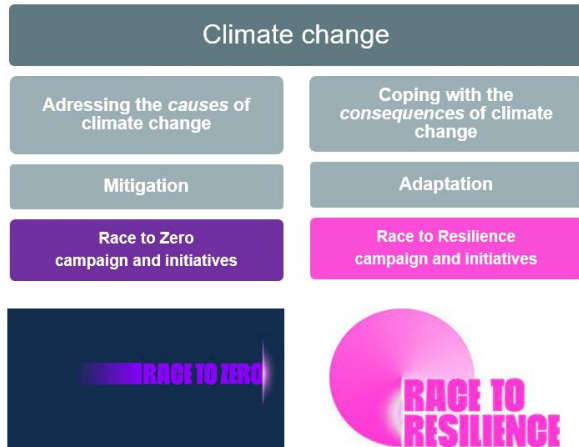 Climate change
Adressing the causes of
climate change
Coping with the
consequences of climate
change
Mitigation
Adaptation
Race to Zero
campaign and initiatives
Race to Resilience
campaign and initiatives
RACE TO ZERO
RACE TO
RESILIENCE